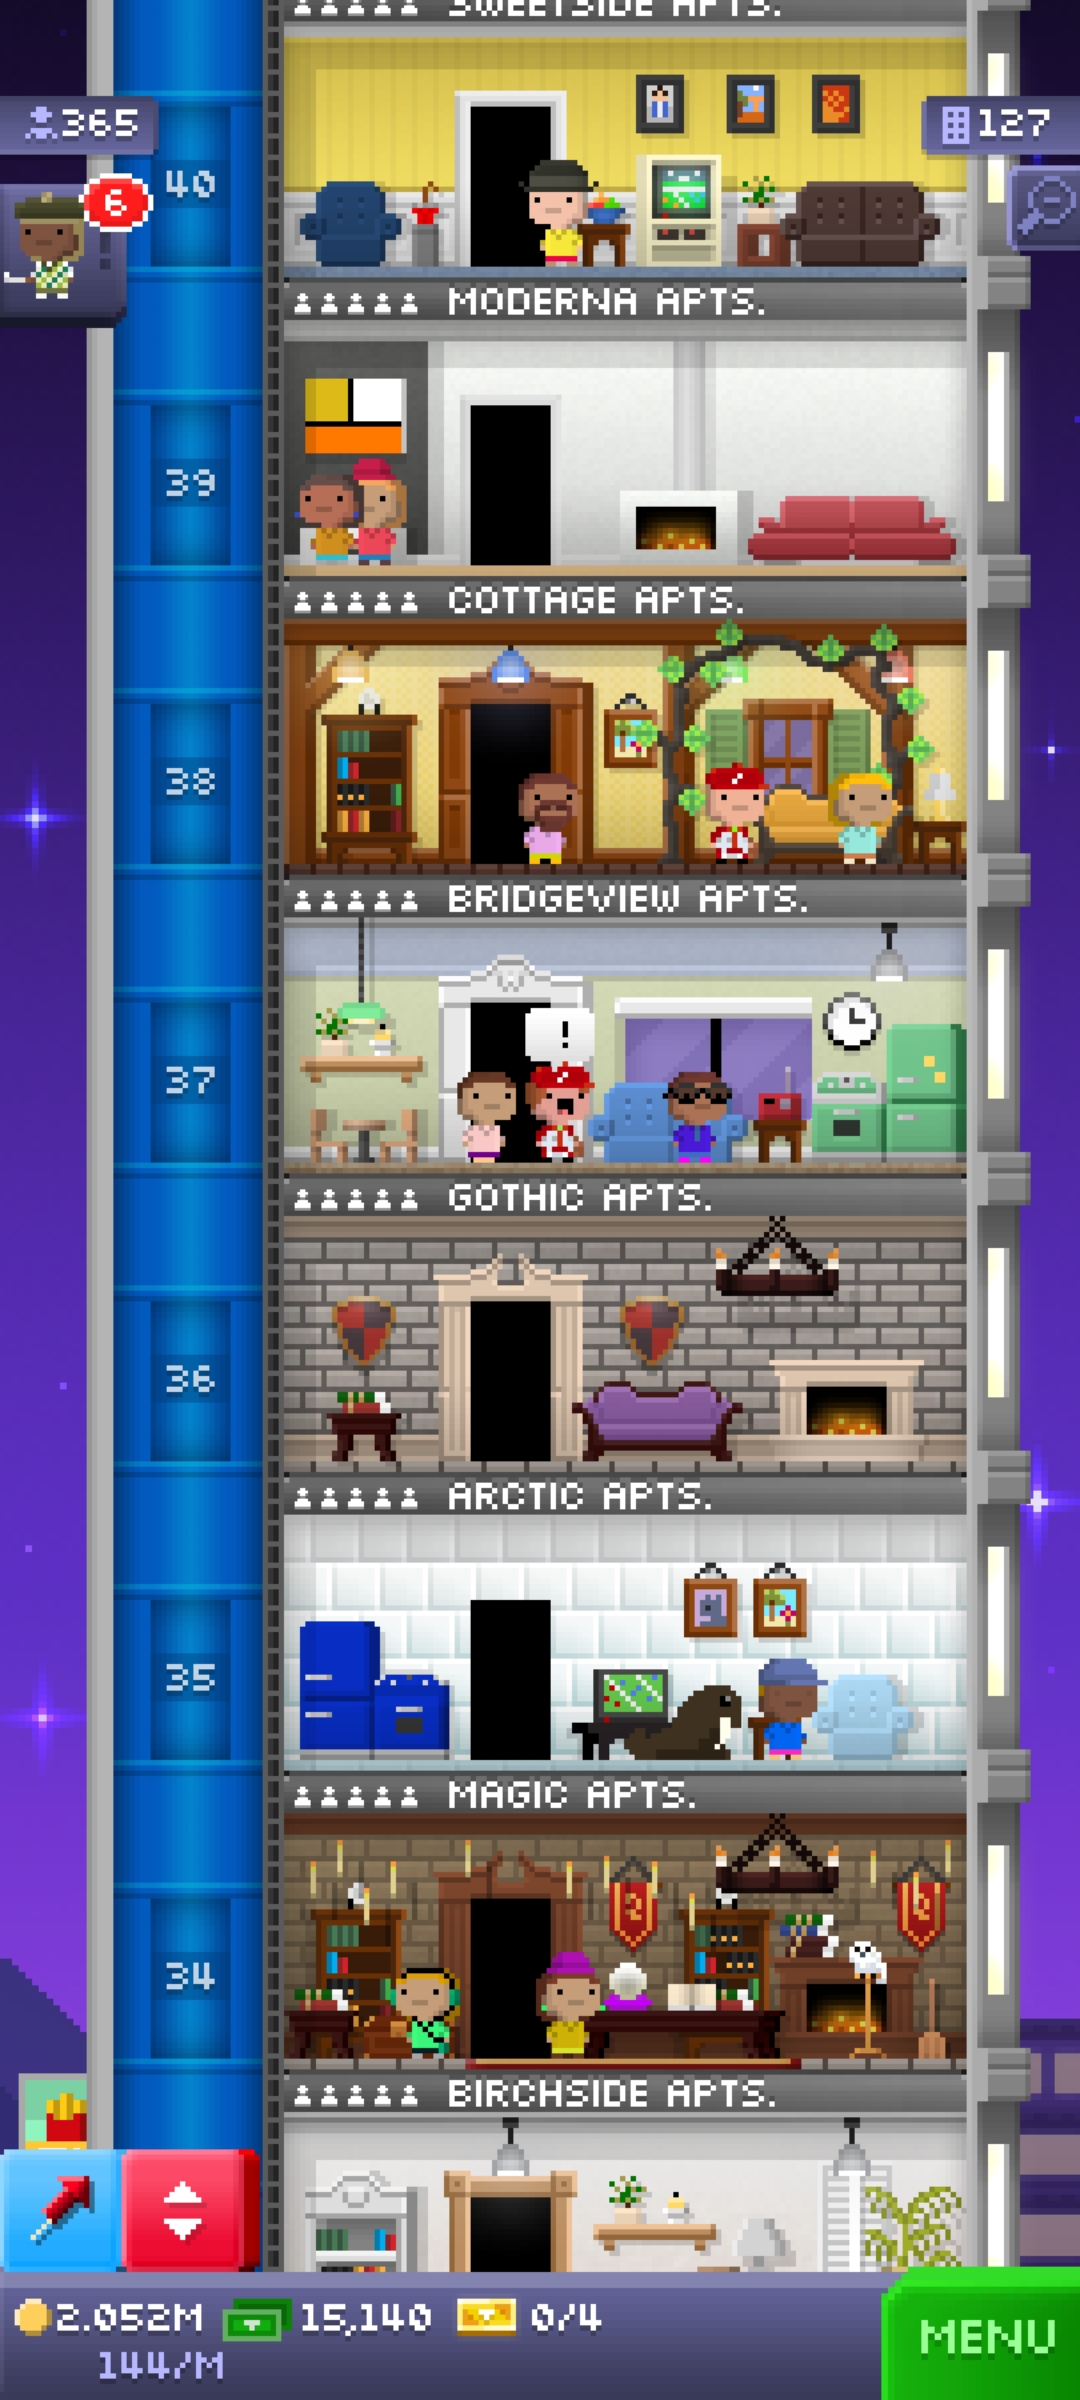 SWEETSIDE APTS.
365
127
6
40
MODERNA APTS.
39
COTTAGE APTS.
38
BRIDGEVIEW APTS.
!
37
GOTHIC APTS.
36
ARCTIC APTS.
35
MAGIC APTS.
34
BIRCHSIDE APTS.
2.052M 15,140 0/4
144/M
MENU